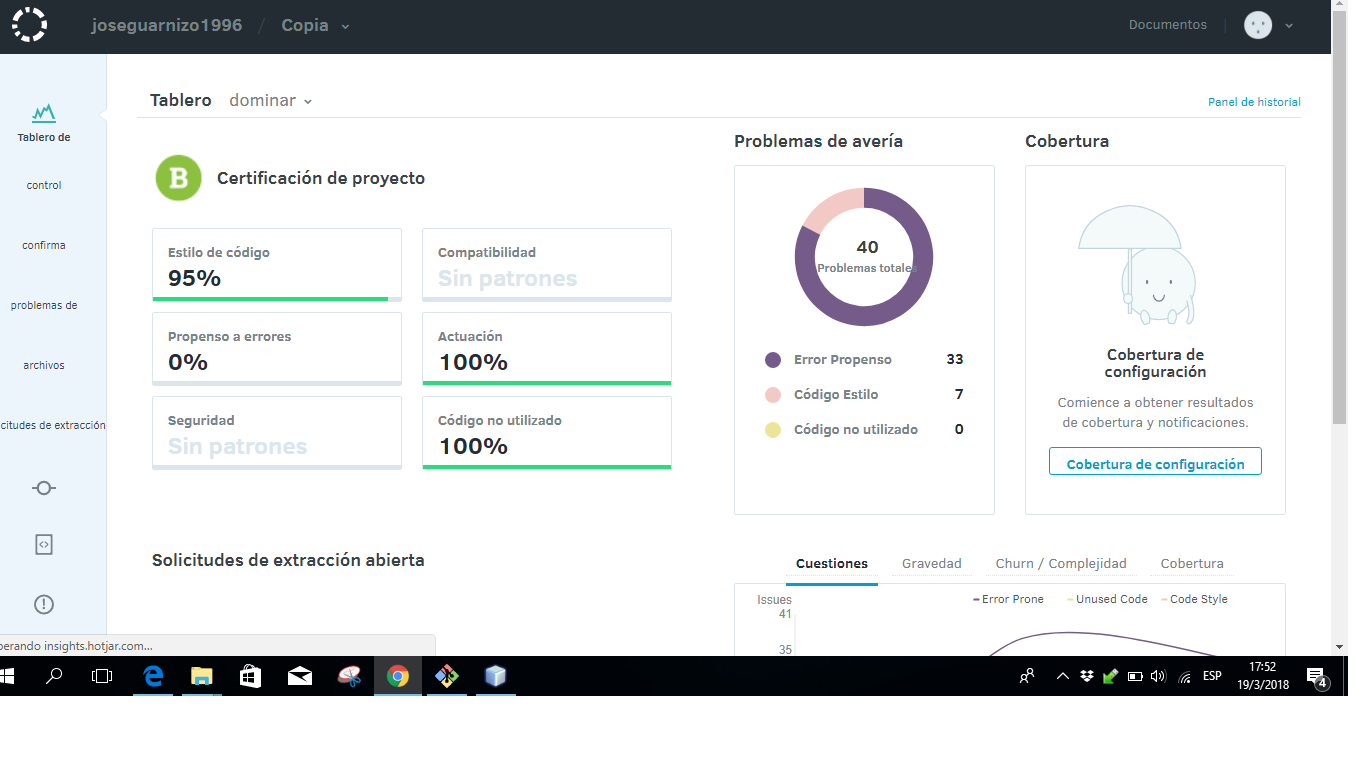 joseguarnizo1996 / Copia
Documentos
Tablero dominar
Panel de historial
Tablero de
control
confirma
problemas de
archivos
citudes de extracción
B
Certificación de proyecto
Estilo de código
95%
Compatibilidad
Sin patrones
Propenso a errores
0%
Actuación
100%
Seguridad
Sin patrones
Código no utilizado
100%
Problemas de avería
40
Problemas totales
Error Propenso 33
Código Estilo 7
Código no utilizado 0
Cobertura
Cobertura de
configuración
Comience a obtener resultados
de cobertura y notificaciones.
Cobertura de configuración
Solicitudes de extracción abierta
Cuestiones Gravedad Churn / Complejidad Cobertura
Issues
41
35
Error Prone Unused Code Code Style
perando insights.hotjar.com...
ESP
17:52
19/3/2018
4